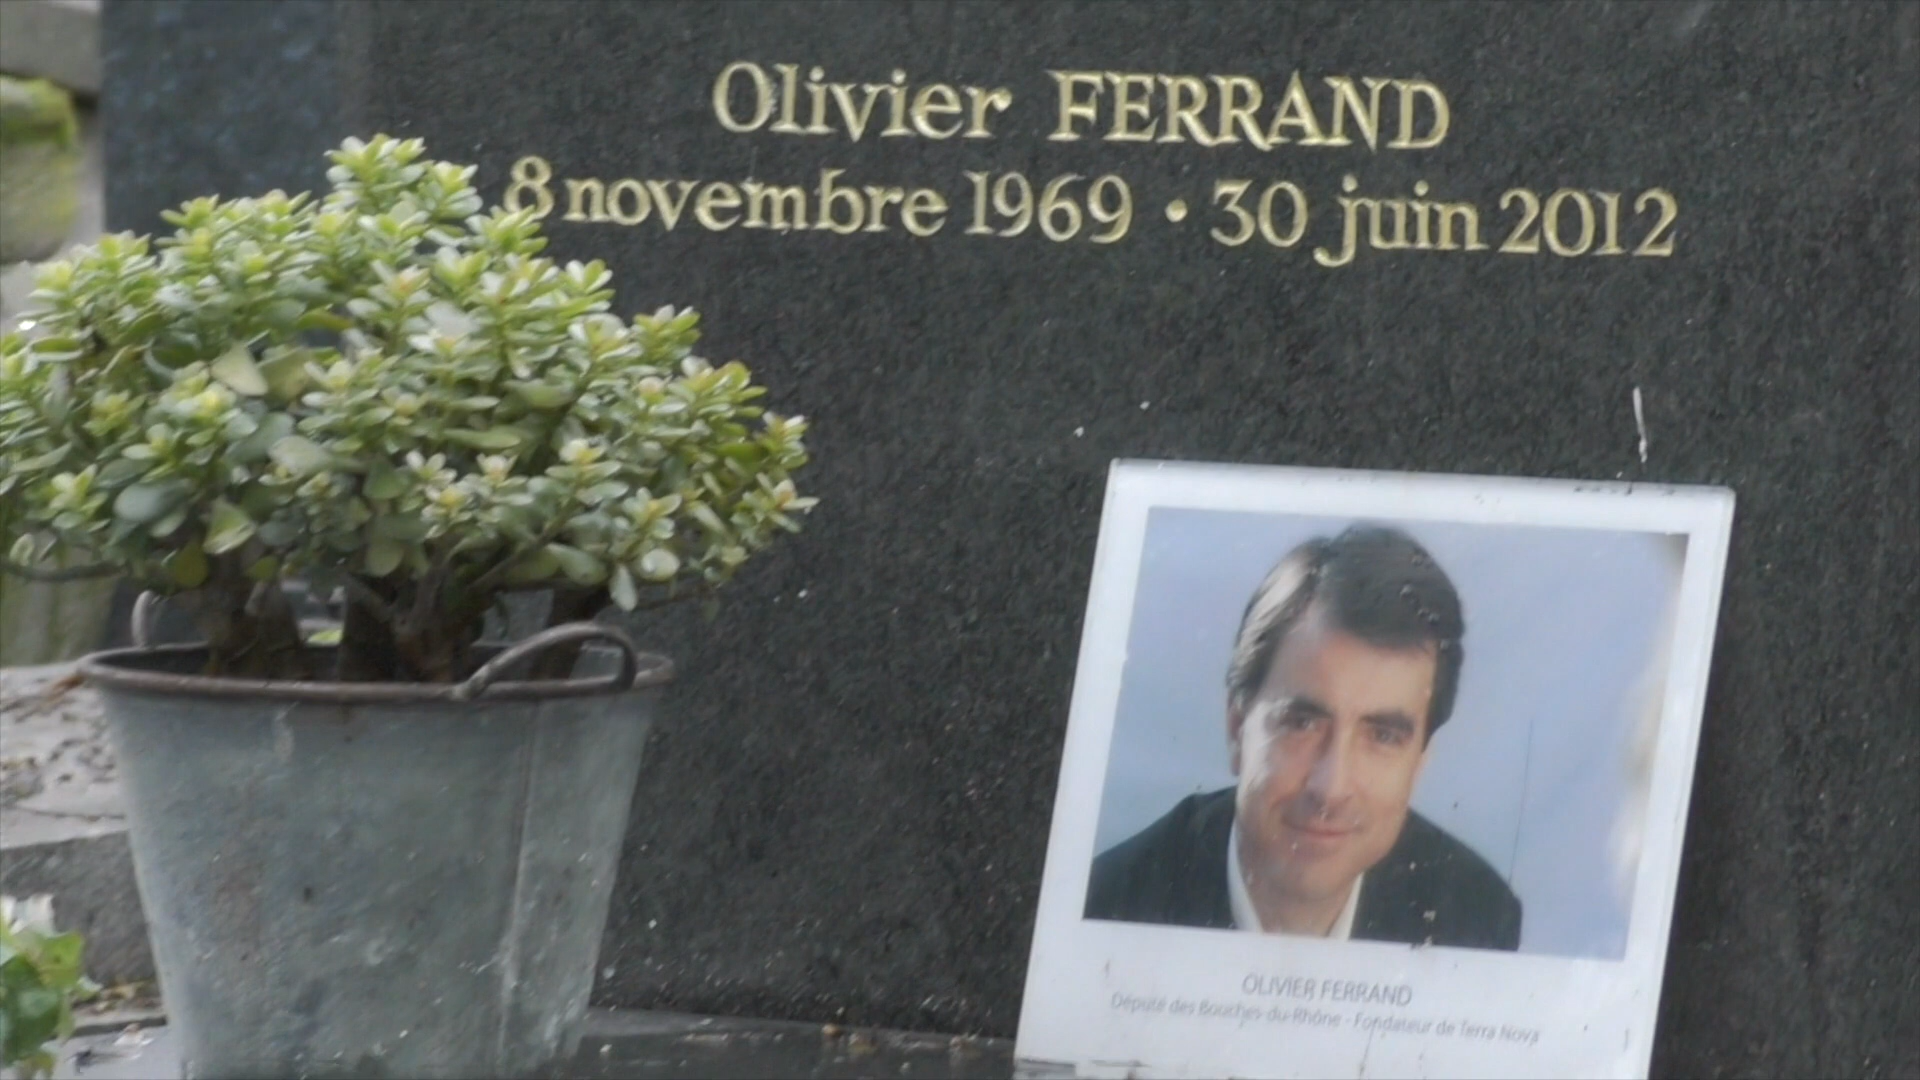 Olivier FERRAND
8 novembre 1969 • 30 juin 2012
OLIVIER FERRAND
Député des Bouches-du-Rhône - Fondateur de Terra Nova